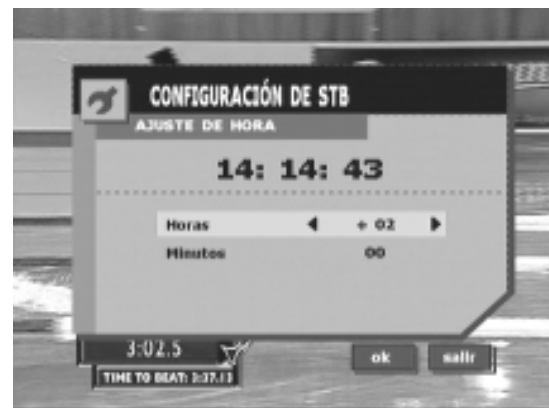 CONFIGURACIÓN DE STB
AJUSTE DE HORA
14: 14: 43
Horas + 02
Minutos 00
3:02.5
TIME TO BEAT: 3:37.13
ok salir